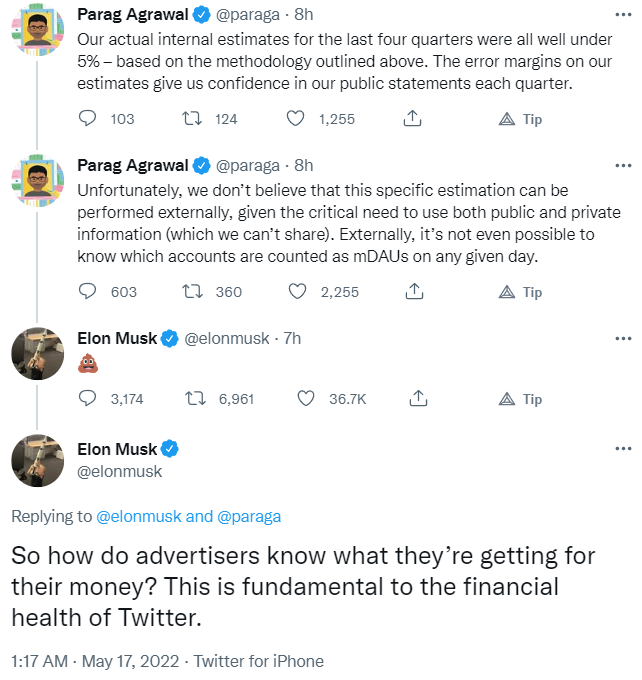 Parag Agrawal @paraga · 8h
Our actual internal estimates for the last four quarters were all well under
5% – based on the methodology outlined above. The error margins on our
estimates give us confidence in our public statements each quarter.
103 124 1,255 Tip
Parag Agrawal @paraga · 8h
Unfortunately, we don’t believe that this specific estimation can be
performed externally, given the critical need to use both public and private
information (which we can’t share). Externally, it’s not even possible to
know which accounts are counted as mDAUs on any given day.
603 360 2,255 Tip
Elon Musk @elonmusk · 7h
💩
3,174 6,961 36.7K Tip
Elon Musk
@elonmusk
Replying to @elonmusk and @paraga
So how do advertisers know what they’re getting for
their money? This is fundamental to the financial
health of Twitter.
1:17 AM · May 17, 2022 · Twitter for iPhone